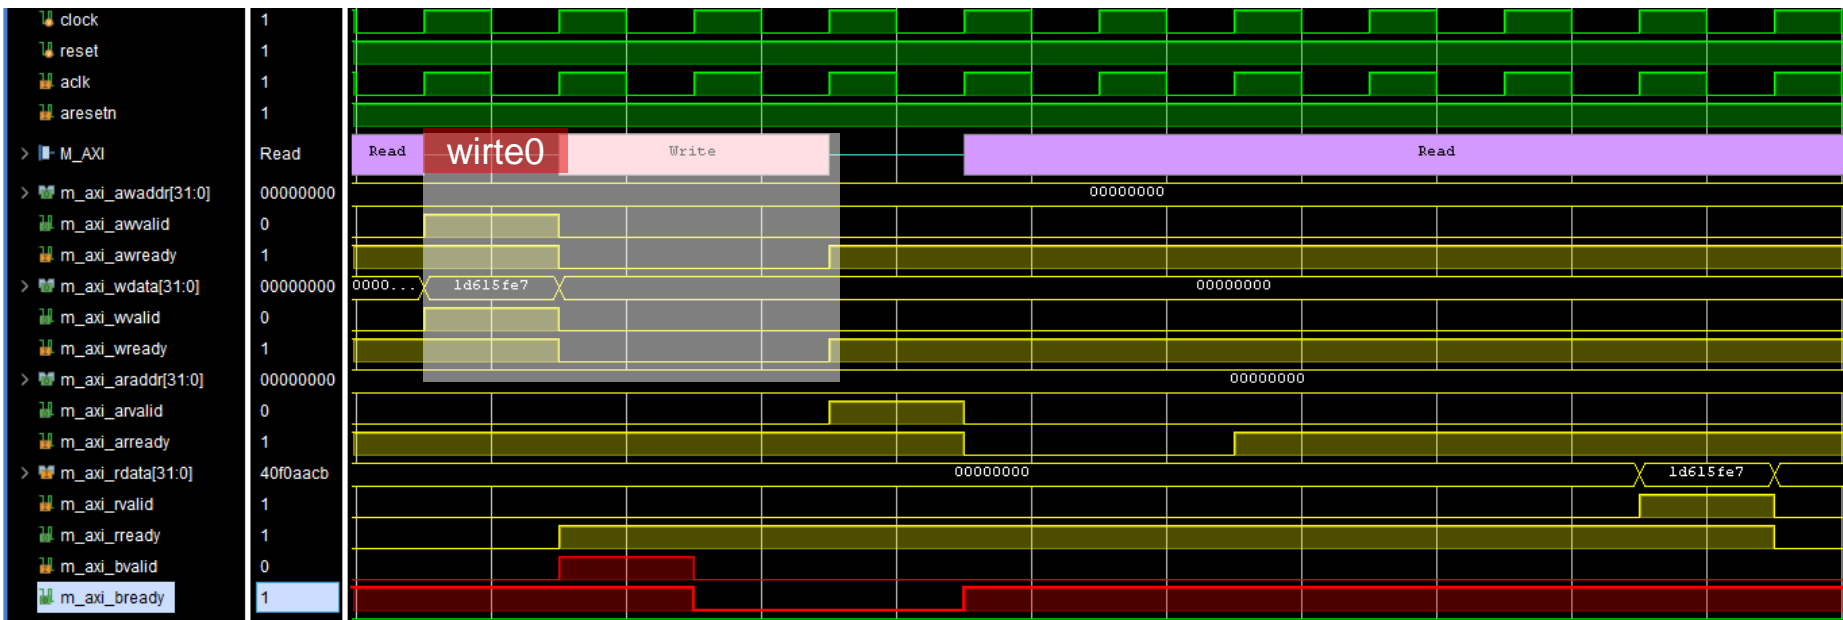 clock 1
reset 1
aclk 1
aresetn 1
M_AXI Read Read wirte0 Write Read
m_axi_awaddr[31:0] 00000000 00000000
m_axi_awvalid 0
m_axi_awready 1
m_axi_wdata[31:0] 00000000 0000... 1d615fe7 00000000
m_axi_wvalid 0
m_axi_wready 1
m_axi_araddr[31:0] 00000000 00000000
m_axi_arvalid 0
m_axi_arready 1
m_axi_rdata[31:0] 40f0aacb 00000000 1d615fe7
m_axi_rvalid 1
m_axi_rready 1
m_axi_bvalid 0
m_axi_bready 1